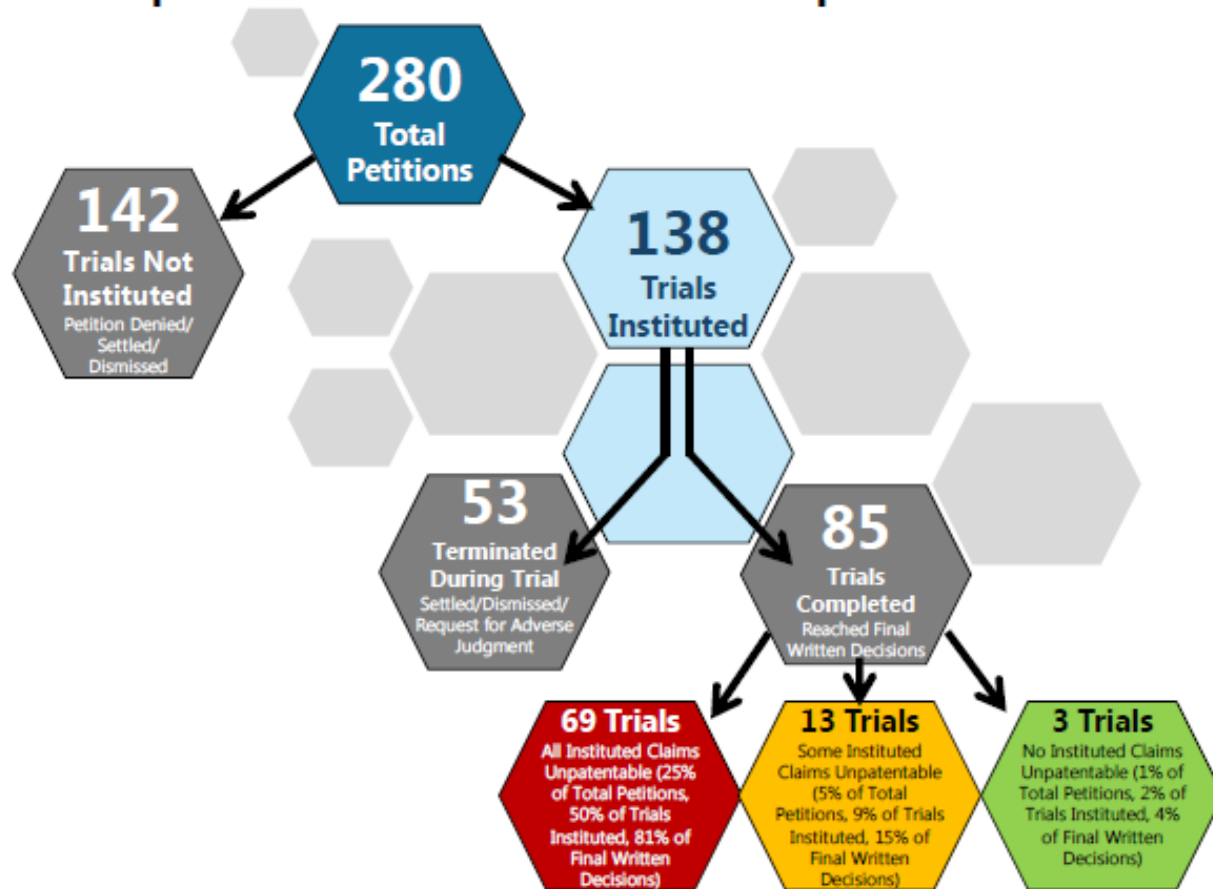 280
Total
Petitions
142
Trials Not
Instituted
Petition Denied/
Settled/
Dismissed
138
Trials
Instituted
53
Terminated
During Trial
Settled/Dismissed/
Request for Adverse
Judgment
85
Trials
Completed
Reached Final
Written Decisions
69 Trials
All Instituted Claims
Unpatentable (25%
of Total Petitions,
50% of Trials
Instituted, 81% of
Final Written
Decisions)
13 Trials
Some Instituted
Claims Unpatentable
(5% of Total
Petitions, 9% of Trials
Instituted, 15% of
Final Written
Decisions)
3 Trials
No Instituted Claims
Unpatentable (1% of
Total Petitions, 2% of
Trials Instituted, 4%
of Final Written
Decisions)